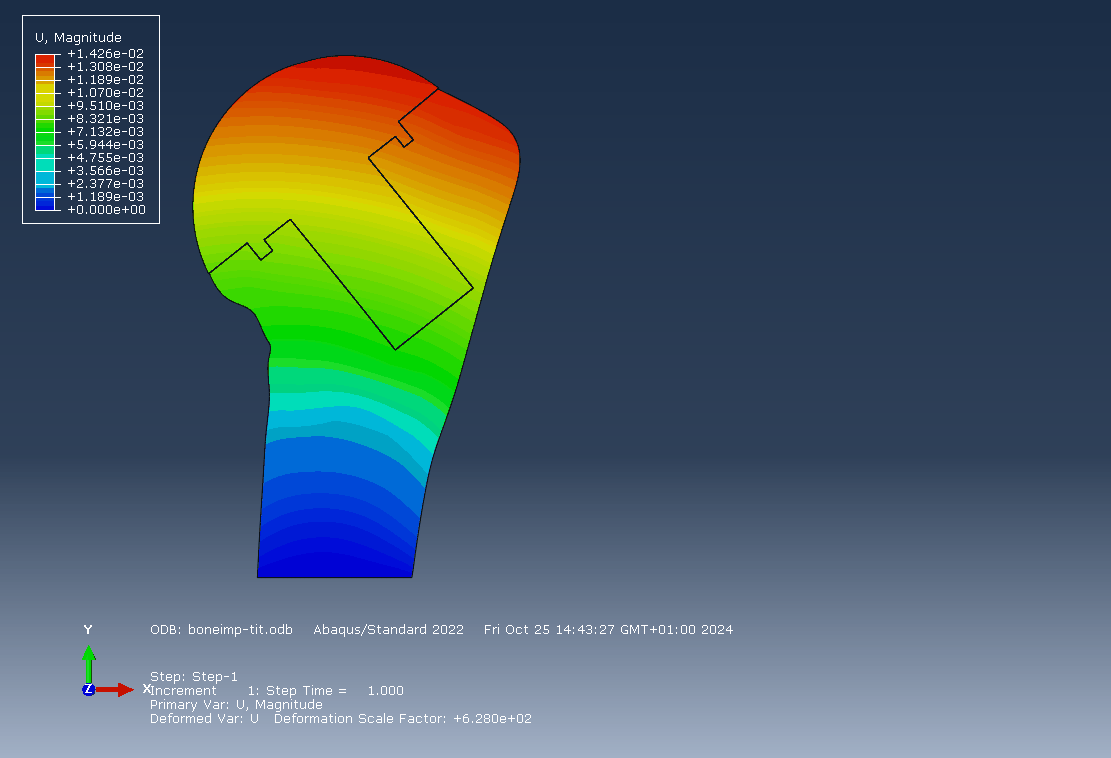 U, Magnitude
+1.426e-02
+1.308e-02
+1.189e-02
+1.070e-02
+9.510e-03
+8.321e-03
+7.132e-03
+5.944e-03
+4.755e-03
+3.566e-03
+2.377e-03
+1.189e-03
+0.000e+00
Y
ODB: boneimp-tit.odb Abaqus/Standard 2022 Fri Oct 25 14:43:27 GMT+01:00 2024
Step: Step-1
Z X Increment 1: Step Time = 1.000
Primary Var: U, Magnitude
Deformed Var: U Deformation Scale Factor: +6.280e+02